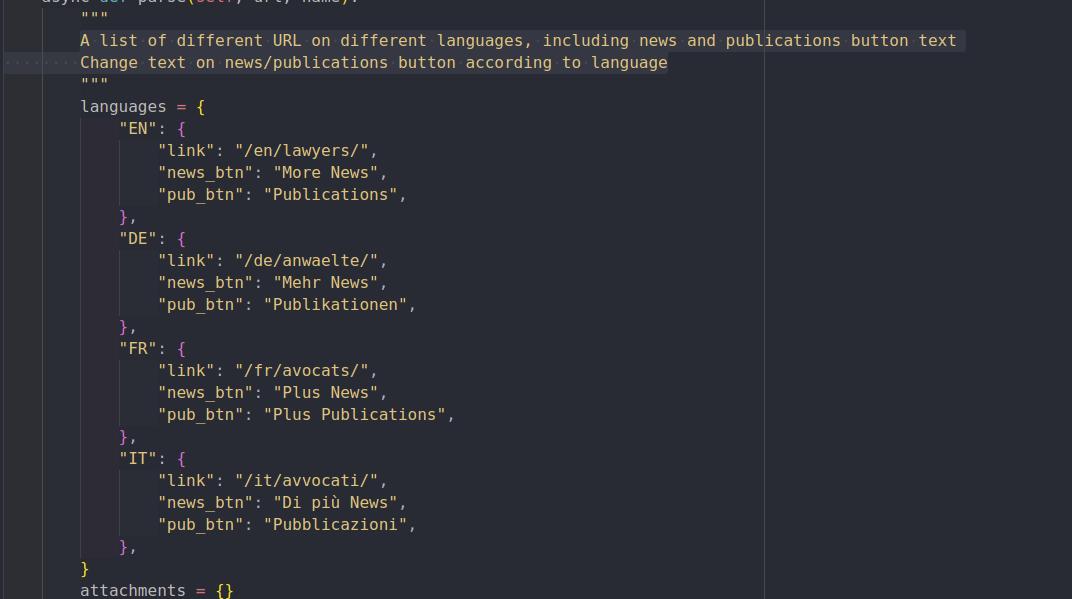 async def parse(self, url, name):
"""
A list of different URL on different languages, including news and publications button text
Change text on news/publications button according to language
"""
languages = {
"EN": {
"link": "/en/lawyers/",
"news_btn": "More News",
"pub_btn": "Publications",
},
"DE": {
"link": "/de/anwaelte/",
"news_btn": "Mehr News",
"pub_btn": "Publikationen",
},
"FR": {
"link": "/fr/avocats/",
"news_btn": "Plus News",
"pub_btn": "Plus Publications",
},
"IT": {
"link": "/it/avvocati/",
"news_btn": "Di più News",
"pub_btn": "Pubblicazioni",
},
}
attachments = {}